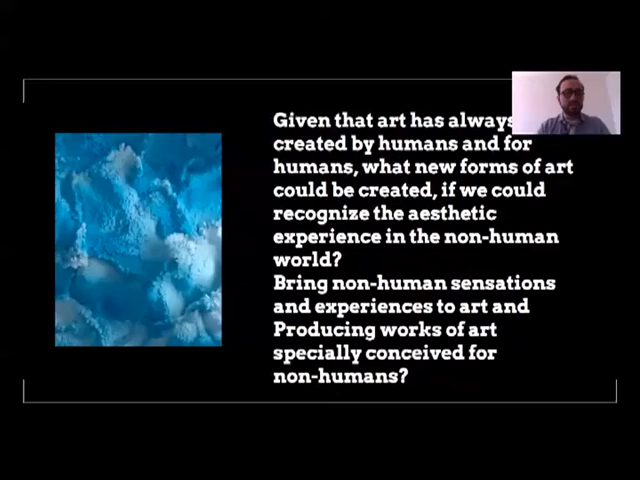 Given that art has always
created by humans and for
humans, what new forms of art
could be created, if we could
recognize the aesthetic
experience in the non-human
world?
Bring non-human sensations
and experiences to art and
Producing works of art
specially conceived for
non-humans?